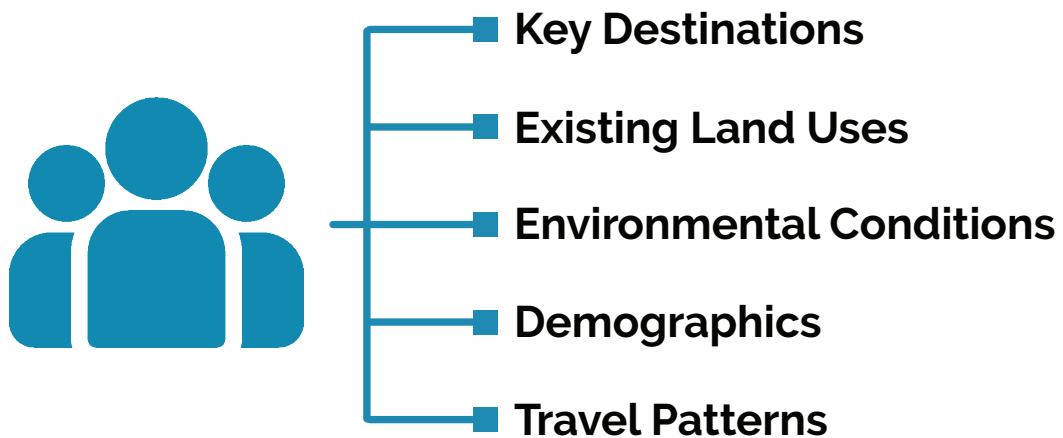 Key Destinations
Existing Land Uses
Environmental Conditions
Demographics
Travel Patterns